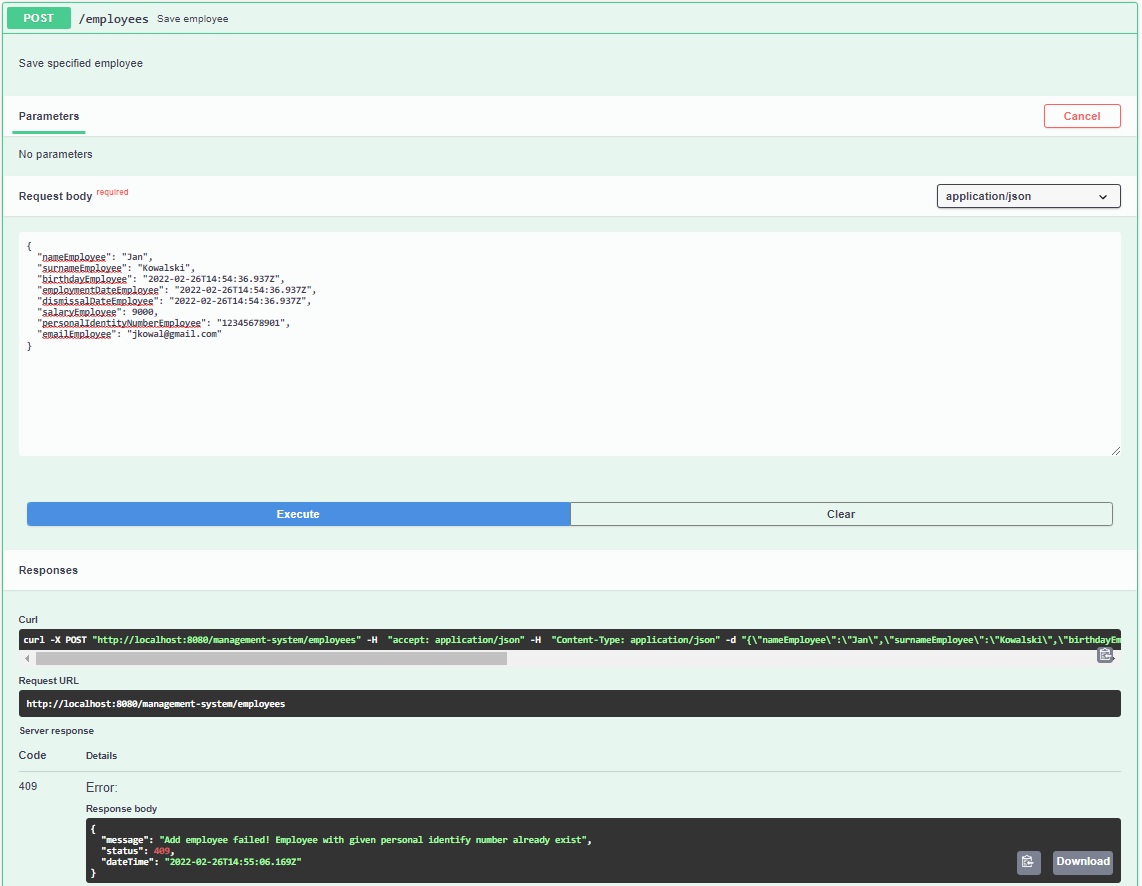 POST /employees Save employee
Save specified employee
Parameters Cancel
No parameters
Request body required application/json
{
"nameEmployee": "Jan",
"surnameEmployee": "Kowalski",
"birthdayEmployee": "2022-02-26T14:54:36.937Z",
"employmentDateEmployee": "2022-02-26T14:54:36.937Z",
"dismissalDateEmployee": "2022-02-26T14:54:36.937Z",
"salaryEmployee": 9000,
"personalIdentityNumberEmployee": "12345678901",
"emailEmployee": "jkowal@gmail.com"
}
Execute Clear
Responses
Curl
curl -X POST "http://localhost:8080/management-system/employees" -H "accept: application/json" -H "Content-Type: application/json" -d "{\"nameEmployee\":\"Jan\",\"surnameEmployee\":\"Kowalski\",\"birthdayEm
Request URL
http://localhost:8080/management-system/employees
Server response
Code Details
409 Error:
Response body
{
"message": "Add employee failed! Employee with given personal identify number already exist",
"status": 409,
"dateTime": "2022-02-26T14:55:06.169Z"
}
Download